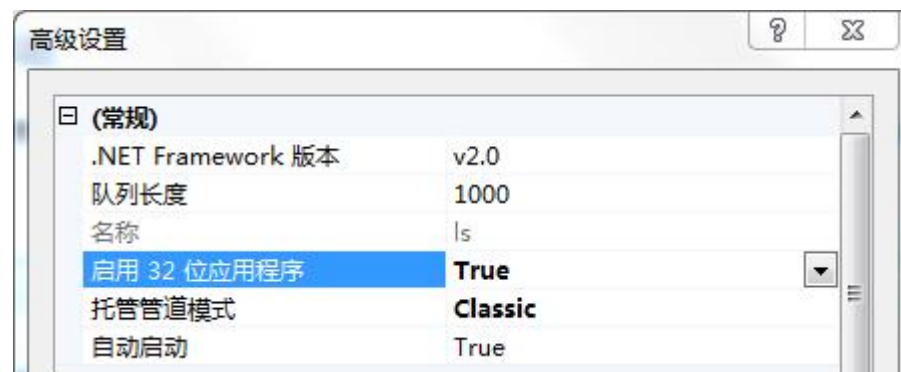 高级设置
(常规)
.NET Framework 版本 v2.0
队列长度 1000
名称 ls
启用 32 位应用程序 True
托管管道模式 Classic
自动启动 True